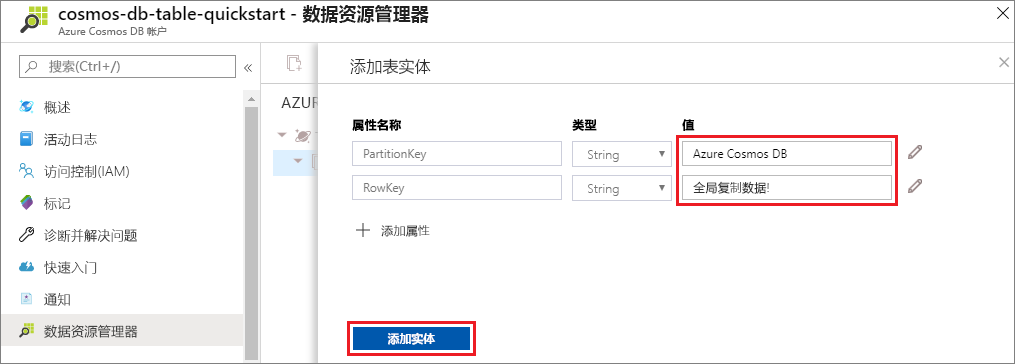 cosmos-db-table-quickstart - 数据资源管理器
Azure Cosmos DB 帐户
搜索(Ctrl+/)
概述
活动日志
访问控制(IAM)
标记
诊断并解决问题
快速入门
通知
数据资源管理器
AZUR
添加表实体
属性名称 类型 值
PartitionKey String Azure Cosmos DB
RowKey String 全局复制数据!
添加属性
添加实体